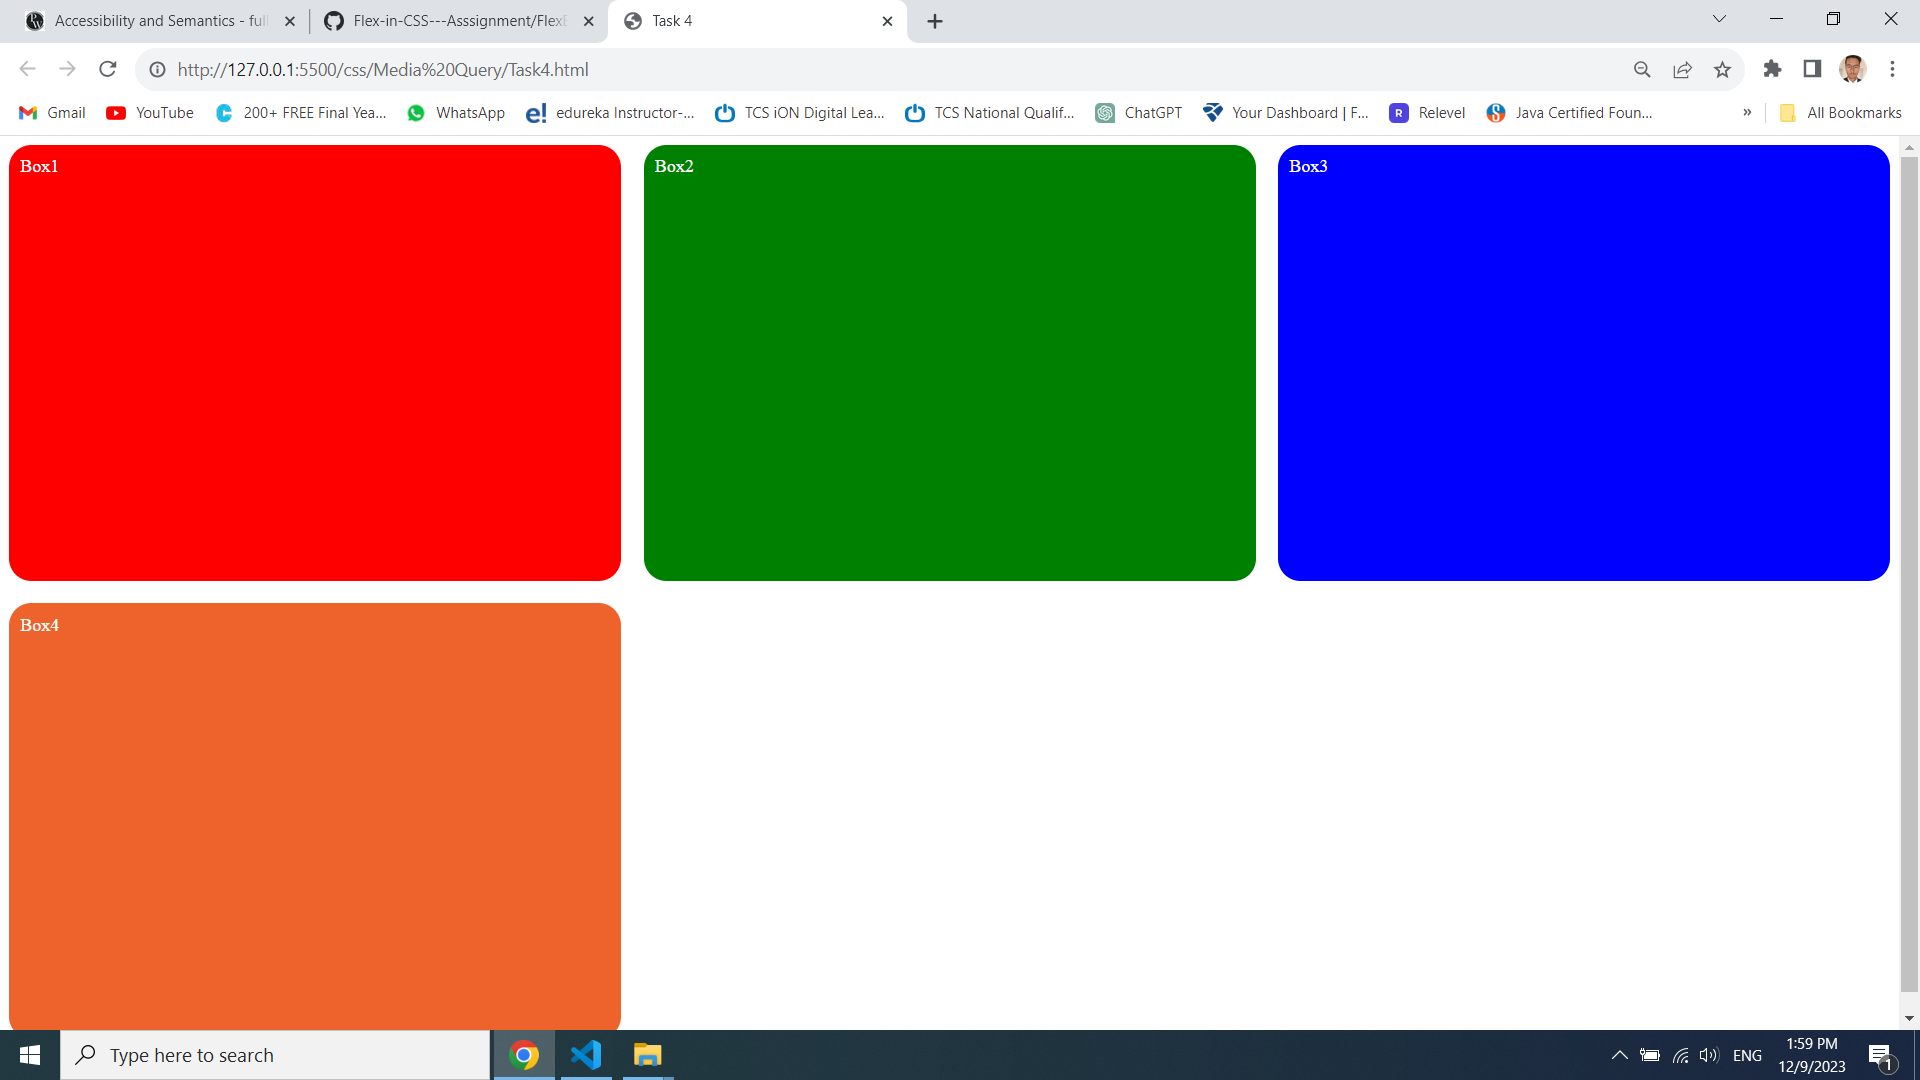 Accessibility and Semantics - full
Flex-in-CSS---Asssignment/FlexB
Task 4
http://127.0.0.1:5500/css/Media%20Query/Task4.html
Gmail
YouTube
200+ FREE Final Yea...
WhatsApp
edureka Instructor-...
TCS iON Digital Lea...
TCS National Qualif...
ChatGPT
Your Dashboard | F...
R
Relevel
Java Certified Foun...
»
All Bookmarks
Box1
Box2
Box3
Box4
Type here to search
ENG
1:59 PM
12/9/2023
1